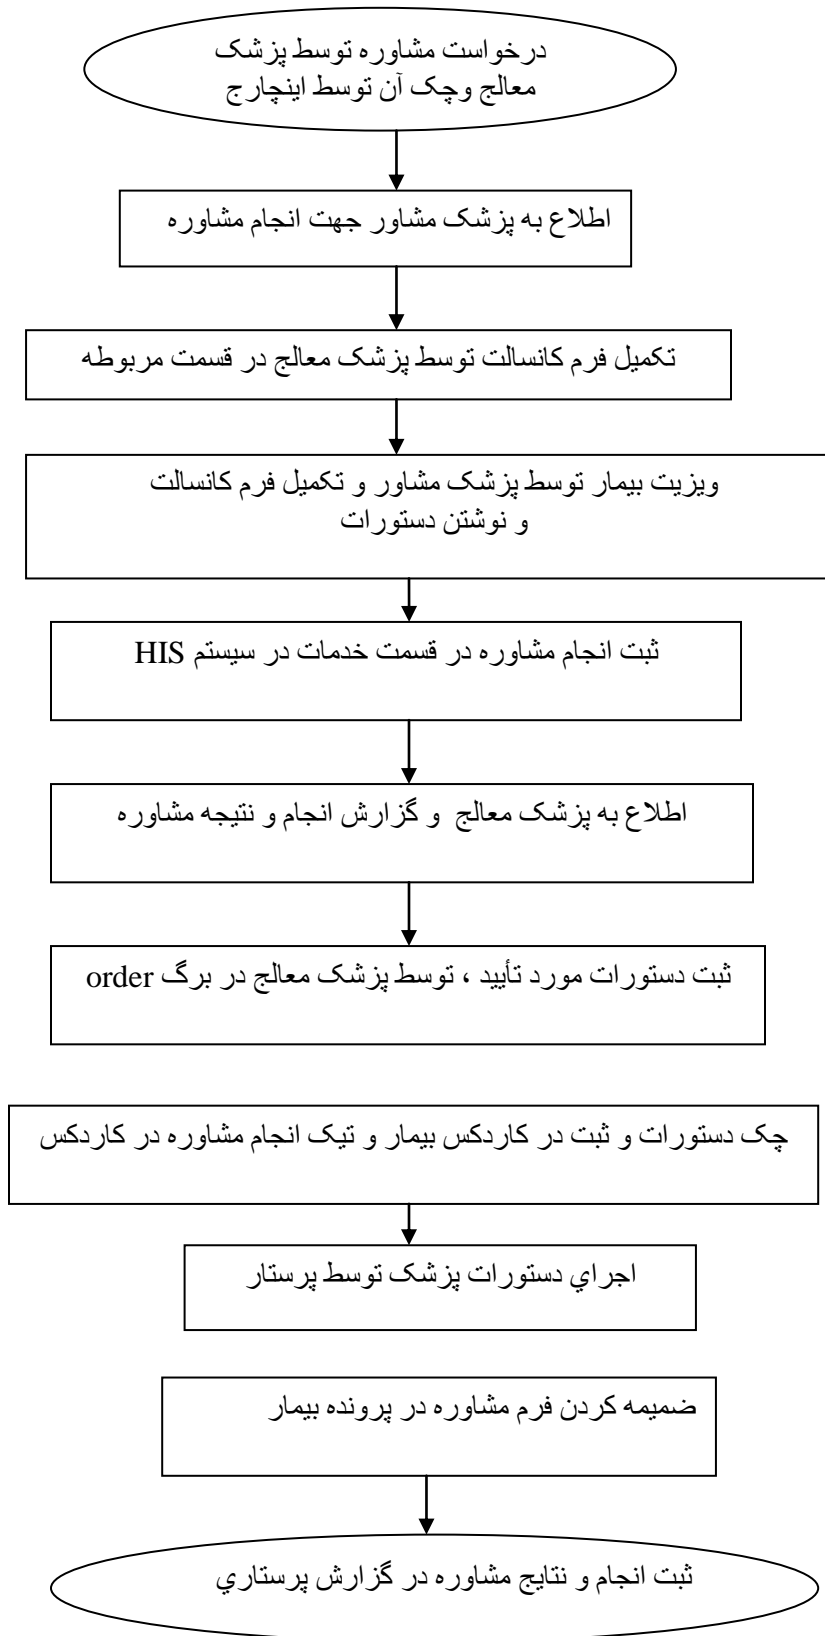 درخواست مشاوره توسط پزشک
معالج وچک آن توسط اینچارج
اطلاع به پزشک مشاور جهت انجام مشاوره
تکمیل فرم کانسالت توسط پزشک معالج در قسمت مربوطه
ویزیت بیمار توسط پزشک مشاور و تکمیل فرم کانسالت
و نوشتن دستورات
ثبت انجام مشاوره در قسمت خدمات در سیستم HIS
اطلاع به پزشک معالج و گزارش انجام و نتیجه مشاوره
ثبت دستورات مورد تأیید ، توسط پزشک معالج در برگ order
چک دستورات و ثبت در کاردکس بیمار و تیک انجام مشاوره در کاردکس
اجراي دستورات پزشک توسط پرستار
ضمیمه کردن فرم مشاوره در پرونده بیمار
ثبت انجام و نتایج مشاوره در گزارش پرستاري